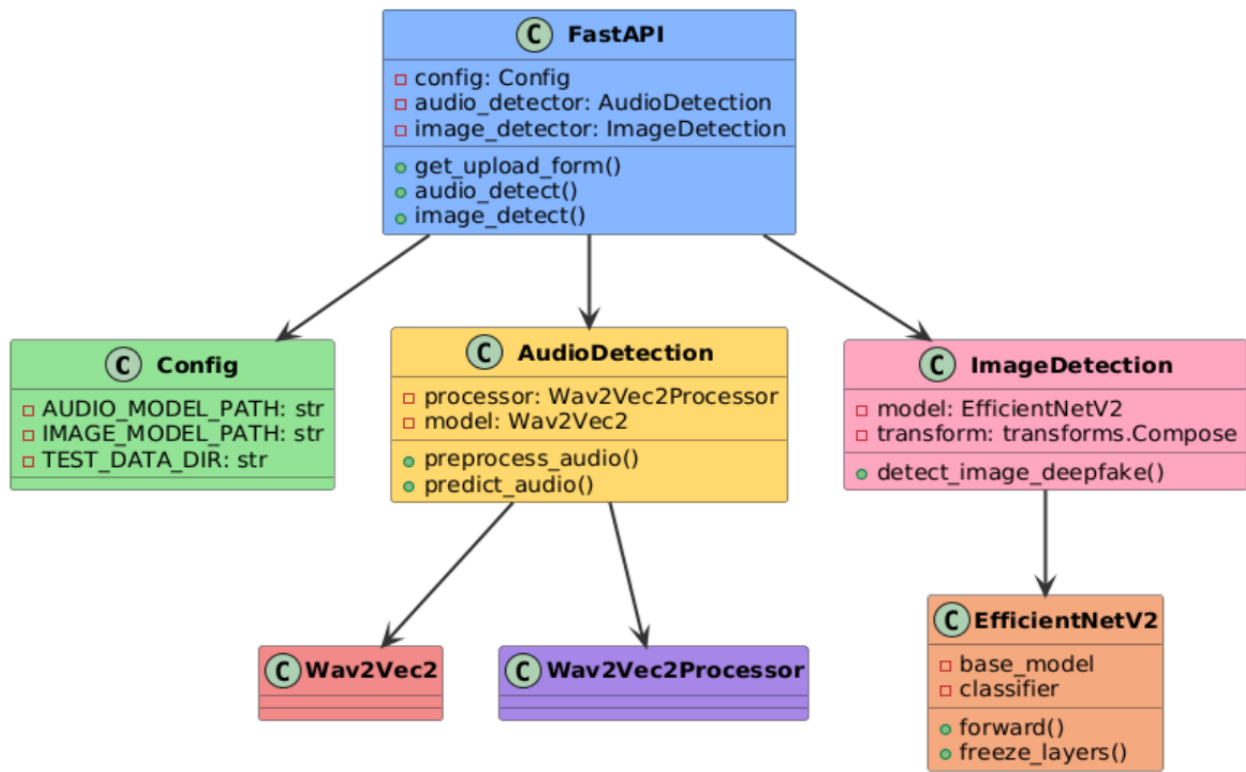 C FastAPI
config: Config
audio_detector: AudioDetection
image_detector: ImageDetection
get_upload_form()
audio_detect()
image_detect()
C Config
AUDIO_MODEL_PATH: str
IMAGE_MODEL_PATH: str
TEST_DATA_DIR: str
C AudioDetection
processor: Wav2Vec2Processor
model: Wav2Vec2
preprocess_audio()
predict_audio()
C ImageDetection
model: EfficientNetV2
transform: transforms.Compose
detect_image_deepfake()
C Wav2Vec2
C Wav2Vec2Processor
C EfficientNetV2
base_model
classifier
forward()
freeze_layers()